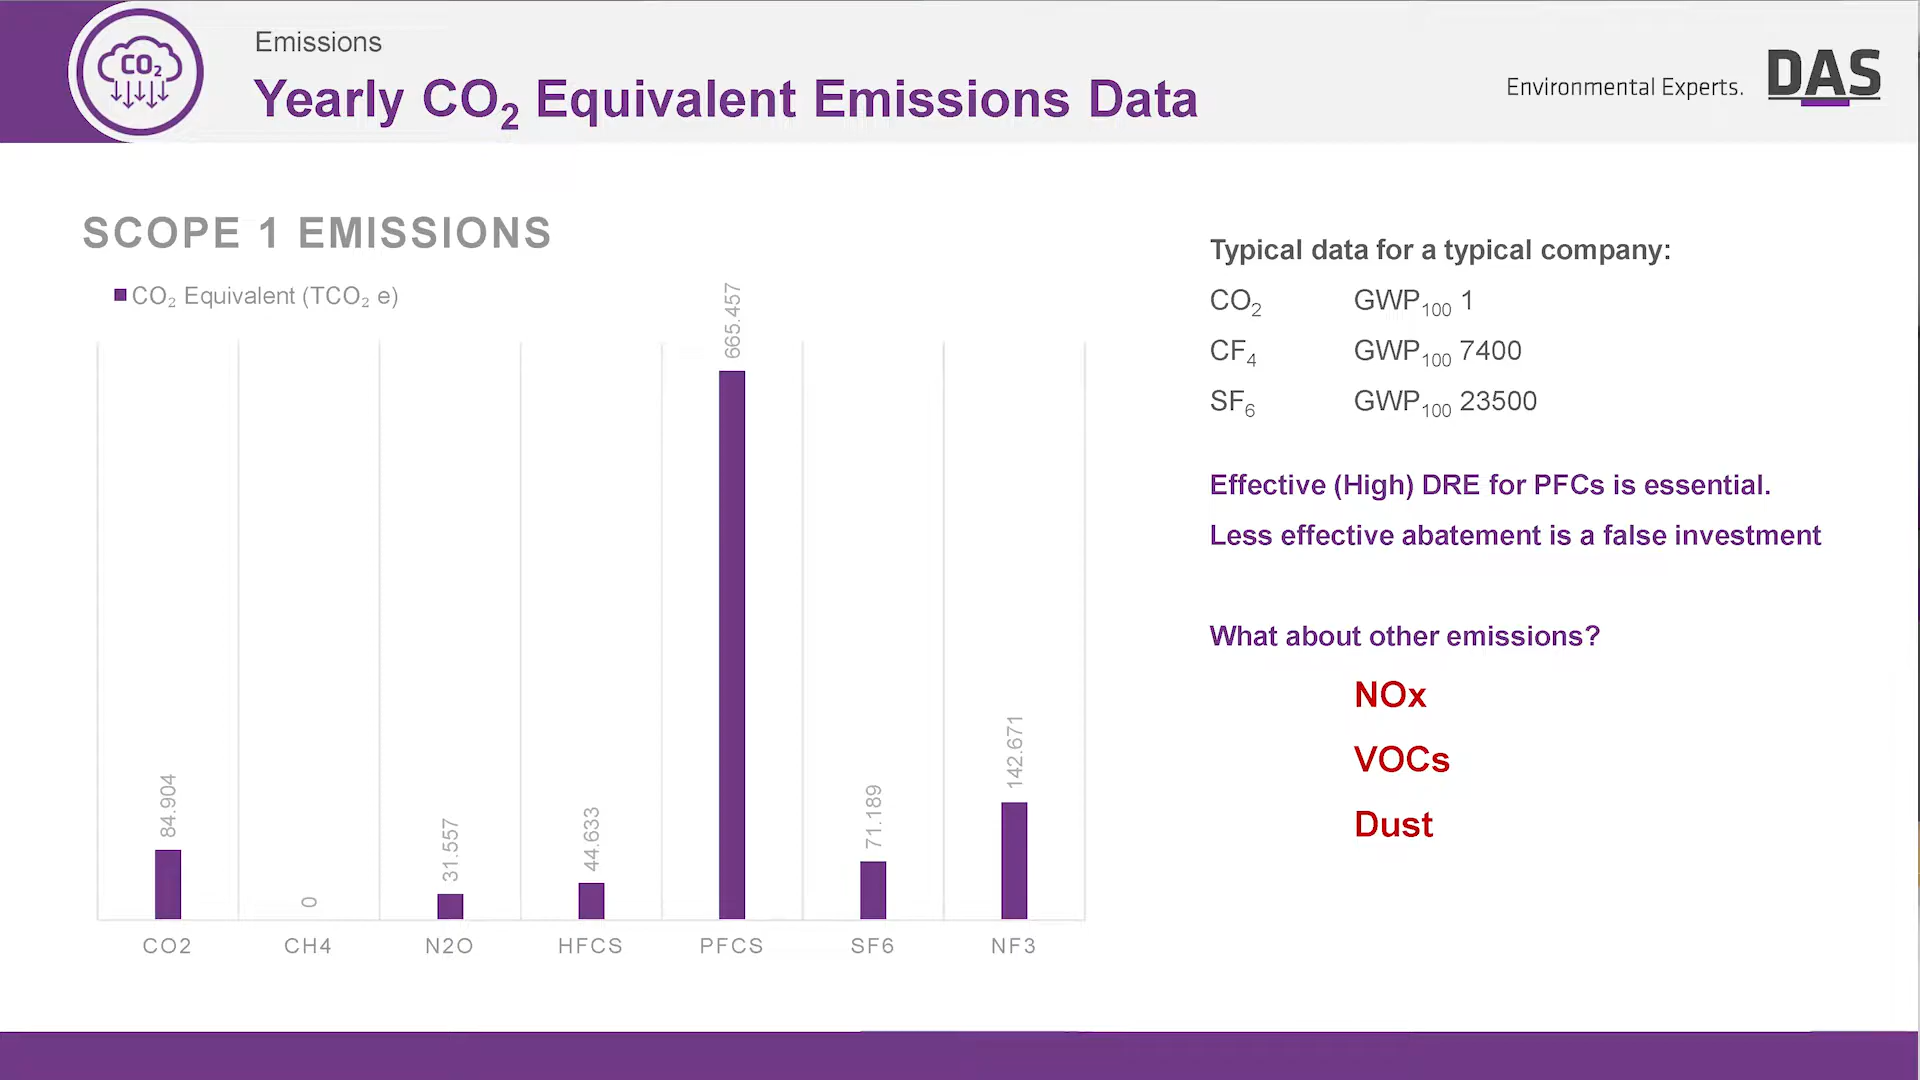 CO₂
Emissions
Yearly CO₂ Equivalent Emissions Data
Environmental Experts. DAS
SCOPE 1 EMISSIONS
CO₂ Equivalent (TCO₂ e)
84.904
0
31.557
44.633
665.457
71.189
142.671
CO2 CH4 N2O HFCS PFCS SF6 NF3
Typical data for a typical company:
CO₂ GWP₁₀₀ 1
CF₄ GWP₁₀₀ 7400
SF₆ GWP₁₀₀ 23500
Effective (High) DRE for PFCs is essential.
Less effective abatement is a false investment
What about other emissions?
NOx
VOCs
Dust